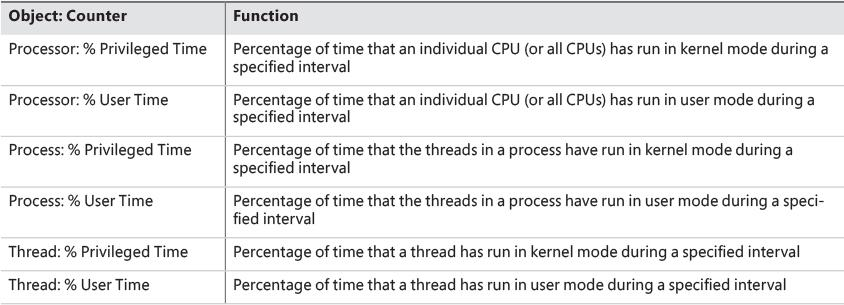 Object: Counter Function
Processor: % Privileged Time Percentage of time that an individual CPU (or all CPUs) has run in kernel mode during a
specified interval
Processor: % User Time Percentage of time that an individual CPU (or all CPUs) has run in user mode during a
specified interval
Process: % Privileged Time Percentage of time that the threads in a process have run in kernel mode during a
specified interval
Process: % User Time Percentage of time that the threads in a process have run in user mode during a speci-
fied interval
Thread: % Privileged Time Percentage of time that a thread has run in kernel mode during a specified interval
Thread: % User Time Percentage of time that a thread has run in user mode during a specified interval